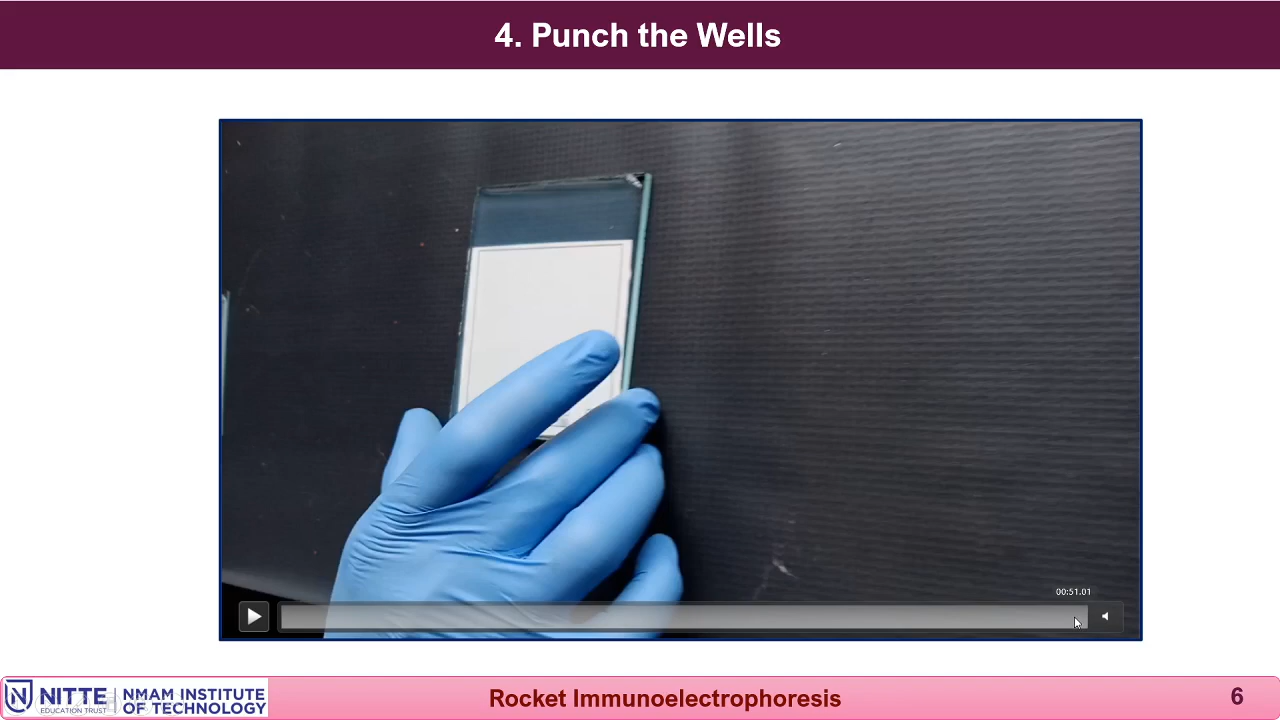 4. Punch the Wells
00:51.01
NITTE
EDUCATION TRUST
NMAM INSTITUTE
OF TECHNOLOGY
Rocket Immunoelectrophoresis
6